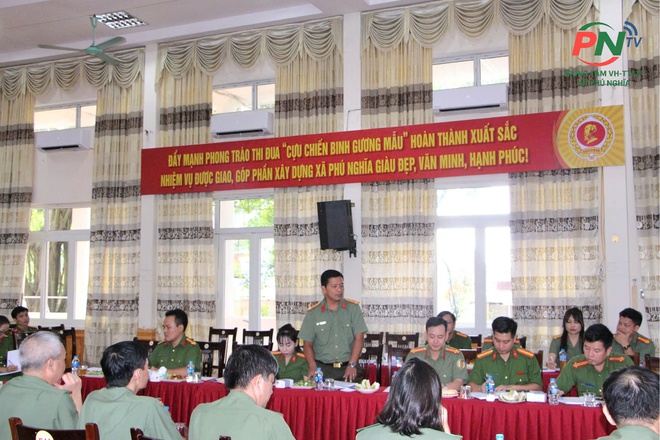 PN TV
ĐẨY MẠNH PHONG TRÀO THI ĐUA "CỰU CHIẾN BINH GƯƠNG MẪU" HOÀN THÀNH XUẤT SẮC
NHIỆM VỤ ĐƯỢC GIAO, GÓP PHẦN XÂY DỰNG XÃ PHÚ NGHĨA GIÀU ĐẸP, VĂN MINH, HẠNH PHÚC!